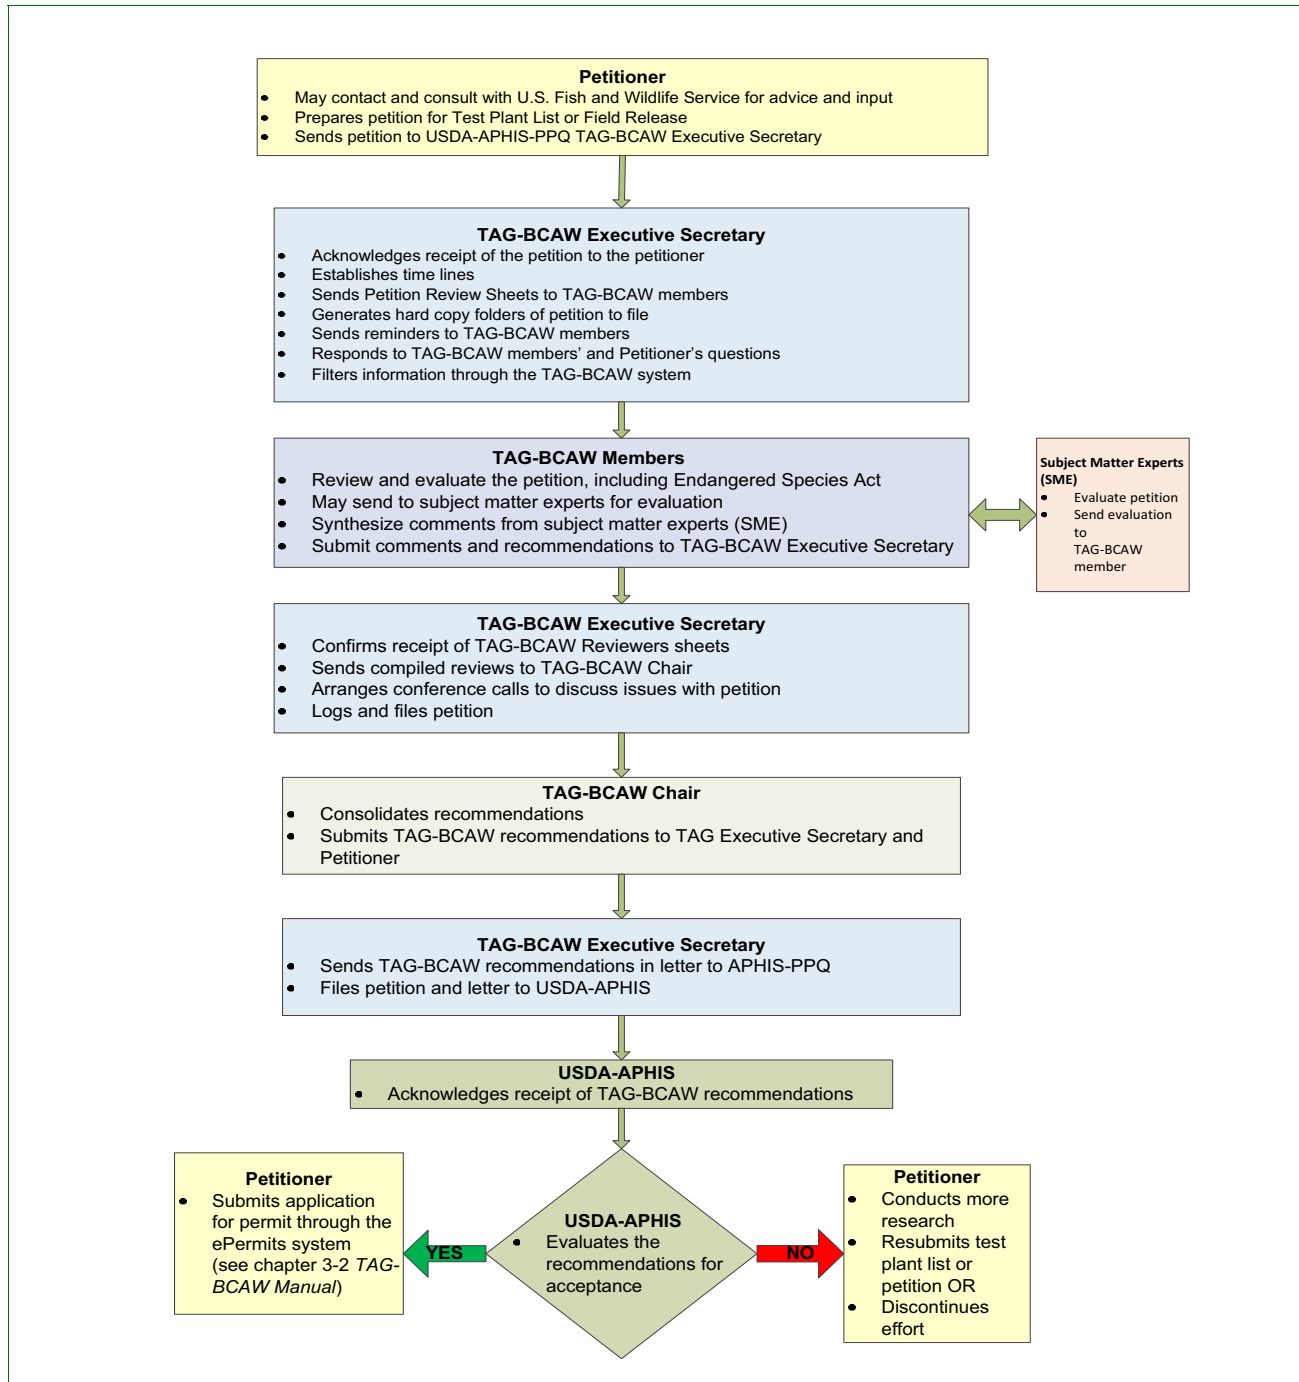 Petitioner
• May contact and consult with U.S. Fish and Wildlife Service for advice and input
• Prepares petition for Test Plant List or Field Release
• Sends petition to USDA-APHIS-PPQ TAG-BCAW Executive Secretary
TAG-BCAW Executive Secretary
• Acknowledges receipt of the petition to the petitioner
• Establishes time lines
• Sends Petition Review Sheets to TAG-BCAW members
• Generates hard copy folders of petition to file
• Sends reminders to TAG-BCAW members
• Responds to TAG-BCAW members' and Petitioner's questions
• Filters information through the TAG-BCAW system
TAG-BCAW Members
• Review and evaluate the petition, including Endangered Species Act
• May send to subject matter experts for evaluation
• Synthesize comments from subject matter experts (SME)
• Submit comments and recommendations to TAG-BCAW Executive Secretary
Subject Matter Experts
(SME)
• Evaluate petition
• Send evaluation
to
TAG-BCAW
member
TAG-BCAW Executive Secretary
• Confirms receipt of TAG-BCAW Reviewers sheets
• Sends compiled reviews to TAG-BCAW Chair
• Arranges conference calls to discuss issues with petition
• Logs and files petition
TAG-BCAW Chair
• Consolidates recommendations
• Submits TAG-BCAW recommendations to TAG Executive Secretary and
Petitioner
TAG-BCAW Executive Secretary
• Sends TAG-BCAW recommendations in letter to APHIS-PPQ
• Files petition and letter to USDA-APHIS
USDA-APHIS
• Acknowledges receipt of TAG-BCAW recommendations
Petitioner
• Submits application
for permit through the
ePermits system
(see chapter 3-2 TAG-
BCAW Manual)
YES
USDA-APHIS
• Evaluates the
recommendations for
acceptance
NO
Petitioner
• Conducts more
research
• Resubmits test
plant list or
petition OR
• Discontinues
effort